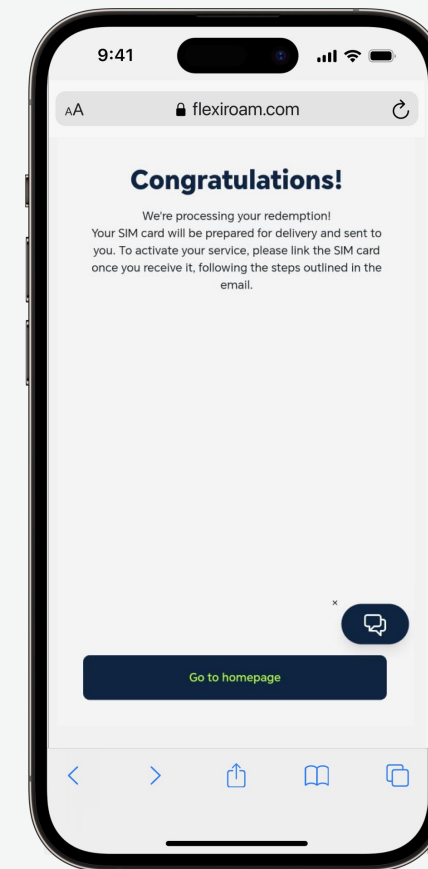 9:41
AA flexiroam.com
Congratulations!
We're processing your redemption!
Your SIM card will be prepared for delivery and sent to
you. To activate your service, please link the SIM card
once you receive it, following the steps outlined in the
email.
×
Go to homepage